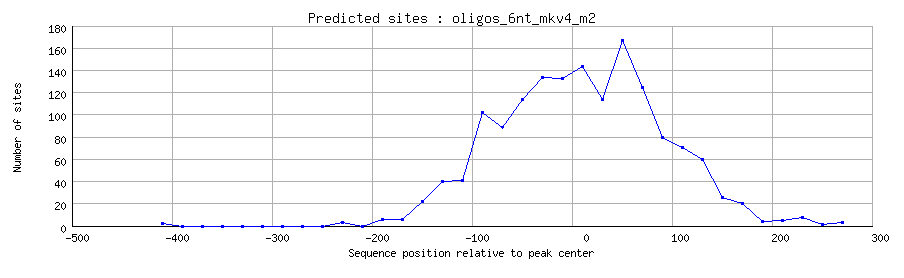 Predicted sites : oligos_6nt_mkv4_m2
180
160
140
120
100
80
60
40
20
0
Number of sites
-500 -400 -300 -200 -100 0 100 200 300
Sequence position relative to peak center